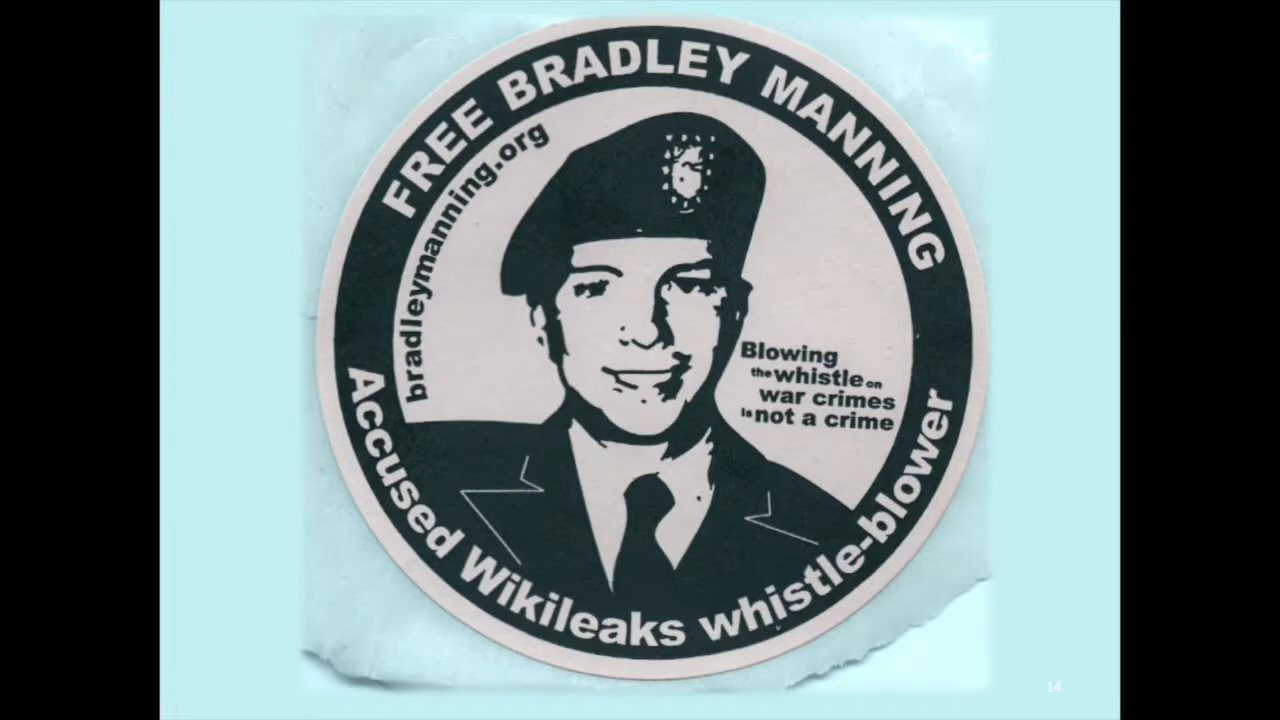 FREE BRADLEY MANNING
bradleymanning.org
Blowing
the whistle on
war crimes
is not a crime
Accused Wikileaks whistle-blower
14